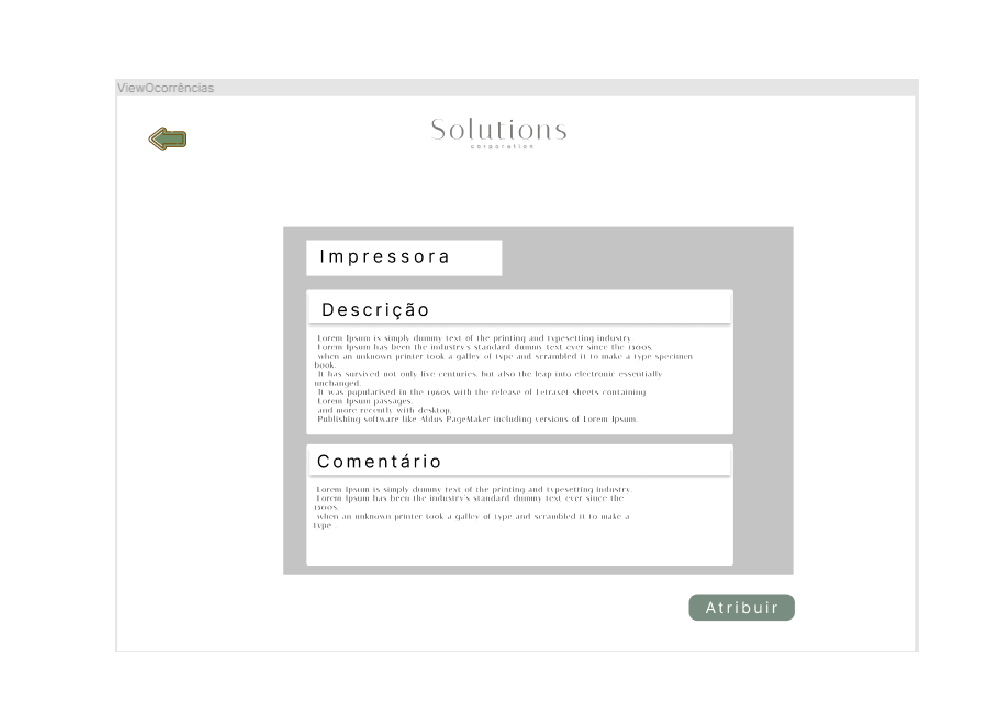 ViewOcorrências
Solutions
corporation
Impressora
Descrição
Lorem Ipsum is simply dummy text of the printing and typesetting industry.
Lorem Ipsum has been the industry's standard dummy text ever since the 1500s,
when an unknown printer took a galley of type and scrambled it to make a type specimen
book.
It has survived not only five centuries, but also the leap into electronic essentially
unchanged.
It was popularised in the 1960s with the release of Letraset sheets containing
Lorem Ipsum passages,
and more recently with desktop.
Publishing software like Aldus PageMaker including versions of Lorem Ipsum.
Comentário
Lorem Ipsum is simply dummy text of the printing and typesetting industry.
Lorem Ipsum has been the industry's standard dummy text ever since the
1500s,
when an unknown printer took a galley of type and scrambled it to make a
type
Atribuir